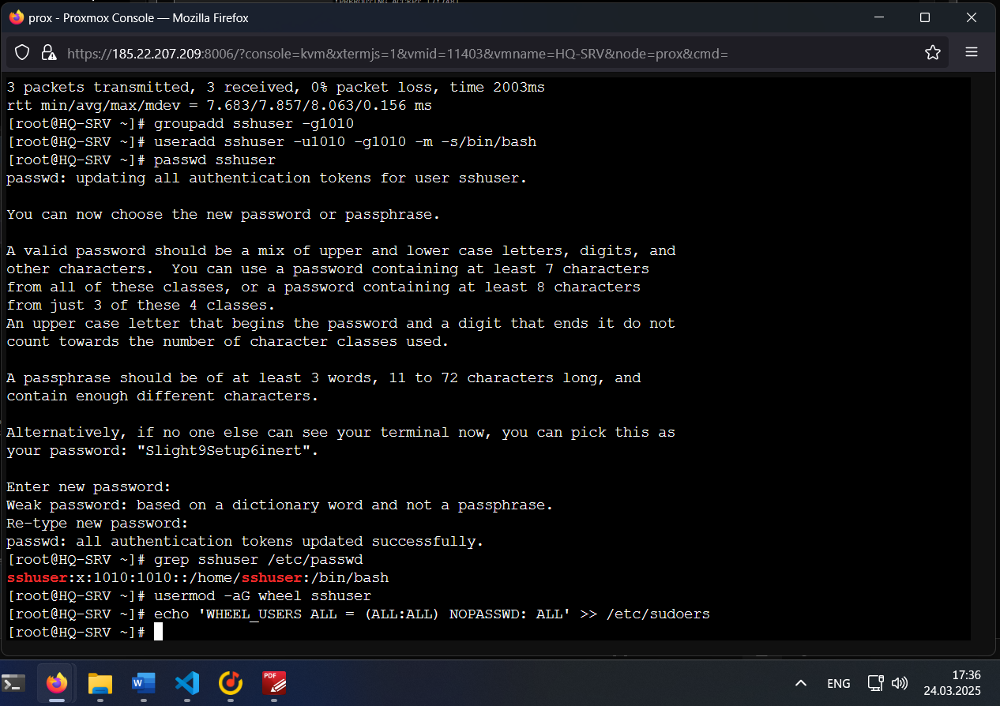 prox - Proxmox Console — Mozilla Firefox
https://185.22.207.209:8006/?console=kvm&xtermjs=1&vmid=11403&vmname=HQ-SRV&node=prox&cmd=
3 packets transmitted, 3 received, 0% packet loss, time 2003ms
rtt min/avg/max/mdev = 7.683/7.857/8.063/0.156 ms
[root@HQ-SRV ~]# groupadd sshuser -g1010
[root@HQ-SRV ~]# useradd sshuser -u1010 -g1010 -m -s/bin/bash
[root@HQ-SRV ~]# passwd sshuser
passwd: updating all authentication tokens for user sshuser.
You can now choose the new password or passphrase.
A valid password should be a mix of upper and lower case letters, digits, and
other characters.  You can use a password containing at least 7 characters
from all of these classes, or a password containing at least 8 characters
from just 3 of these 4 classes.
An upper case letter that begins the password and a digit that ends it do not
count towards the number of character classes used.
A passphrase should be of at least 3 words, 11 to 72 characters long, and
contain enough different characters.
Alternatively, if no one else can see your terminal now, you can pick this as
your password: "Slight9Setup6inert".
Enter new password:
Weak password: based on a dictionary word and not a passphrase.
Re-type new password:
passwd: all authentication tokens updated successfully.
[root@HQ-SRV ~]# grep sshuser /etc/passwd
sshuser:x:1010:1010::/home/sshuser:/bin/bash
[root@HQ-SRV ~]# usermod -aG wheel sshuser
[root@HQ-SRV ~]# echo 'WHEEL_USERS ALL = (ALL:ALL) NOPASSWD: ALL' >> /etc/sudoers
[root@HQ-SRV ~]#
W
PDF
ENG
17:36
24.03.2025